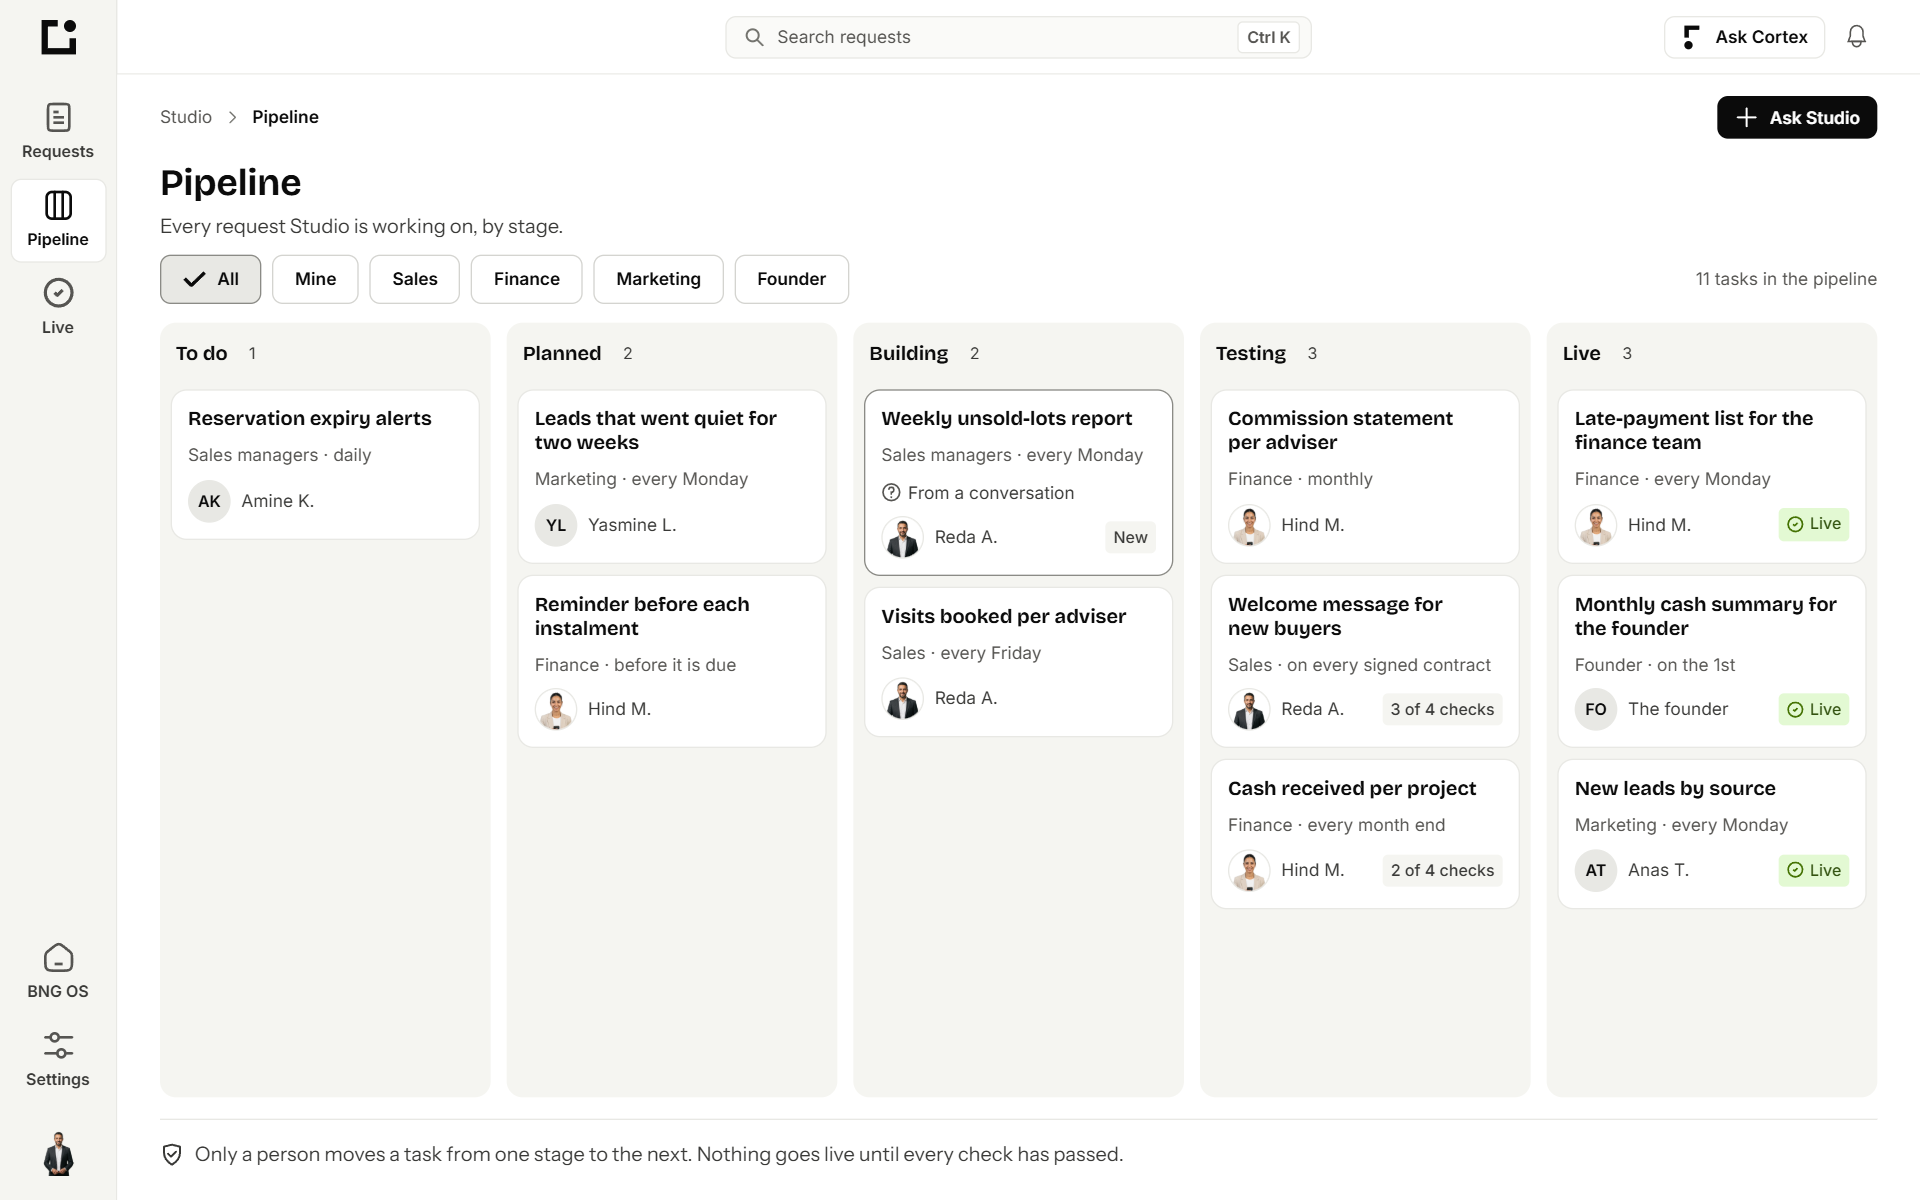 Search requests
Ctrl K
Ask Cortex
Requests
Pipeline
Live
BNG OS
Settings
Studio
Pipeline
Ask Studio
Pipeline
Every request Studio is working on, by stage.
All
Mine
Sales
Finance
Marketing
Founder
11 tasks in the pipeline
To do 1
Reservation expiry alerts
Sales managers · daily
AK Amine K.
Planned 2
Leads that went quiet for
two weeks
Marketing · every Monday
YL Yasmine L.
Reminder before each
instalment
Finance · before it is due
Hind M.
Building 2
Weekly unsold-lots report
Sales managers · every Monday
From a conversation
Reda A. New
Visits booked per adviser
Sales · every Friday
Reda A.
Testing 3
Commission statement
per adviser
Finance · monthly
Hind M.
Welcome message for
new buyers
Sales · on every signed contract
Reda A. 3 of 4 checks
Cash received per project
Finance · every month end
Hind M. 2 of 4 checks
Live 3
Late-payment list for the
finance team
Finance · every Monday
Hind M. Live
Monthly cash summary for
the founder
Founder · on the 1st
FO The founder Live
New leads by source
Marketing · every Monday
AT Anas T. Live
Only a person moves a task from one stage to the next. Nothing goes live until every check has passed.